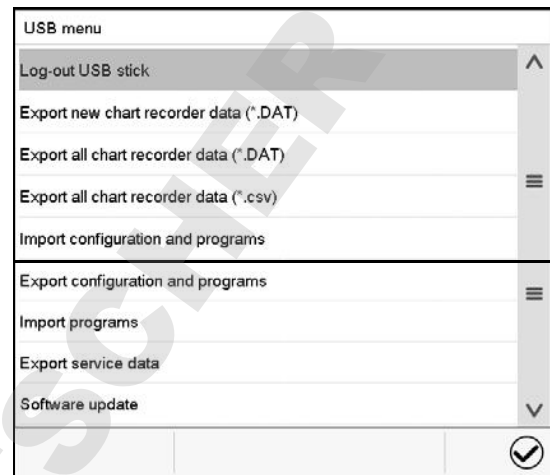 USB menu
Log-out USB stick
Export new chart recorder data (*.DAT)
Export all chart recorder data (*.DAT)
Export all chart recorder data (*.csv)
Import configuration and programs
Export configuration and programs
Import programs
Export service data
Software update
SCHER